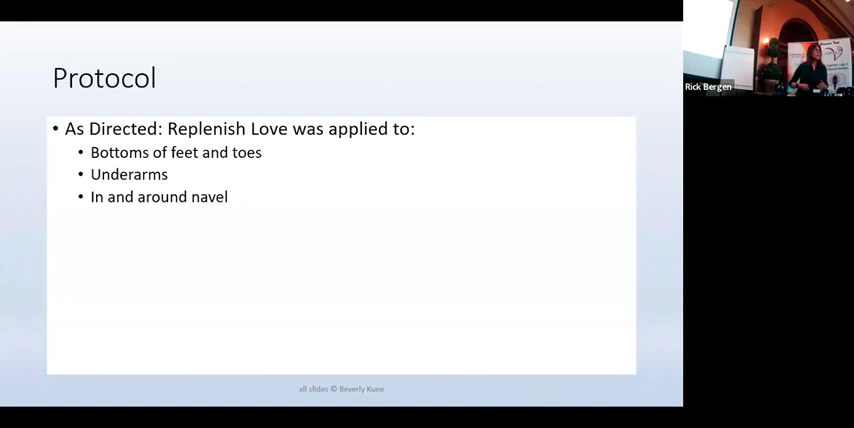 Protocol
• As Directed: Replenish Love was applied to:
• Bottoms of feet and toes
• Underarms
• In and around navel
all slides © Beverly Kune
Rick Bergen